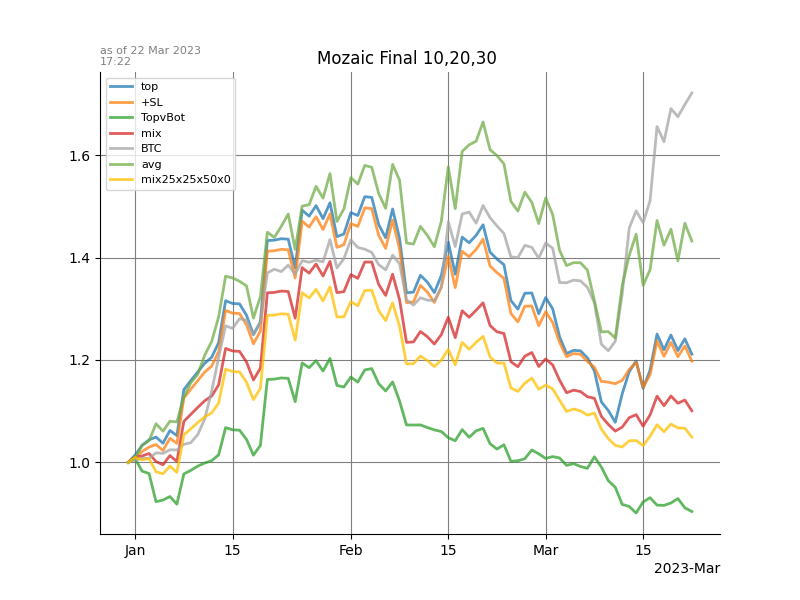 as of 22 Mar 2023
17:22
Mozaic Final 10,20,30
top
+SL
TopvBot
mix
BTC
avg
mix25x25x50x0
1.6
1.4
1.2
1.0
Jan
15
Feb
15
Mar
15
2023-Mar